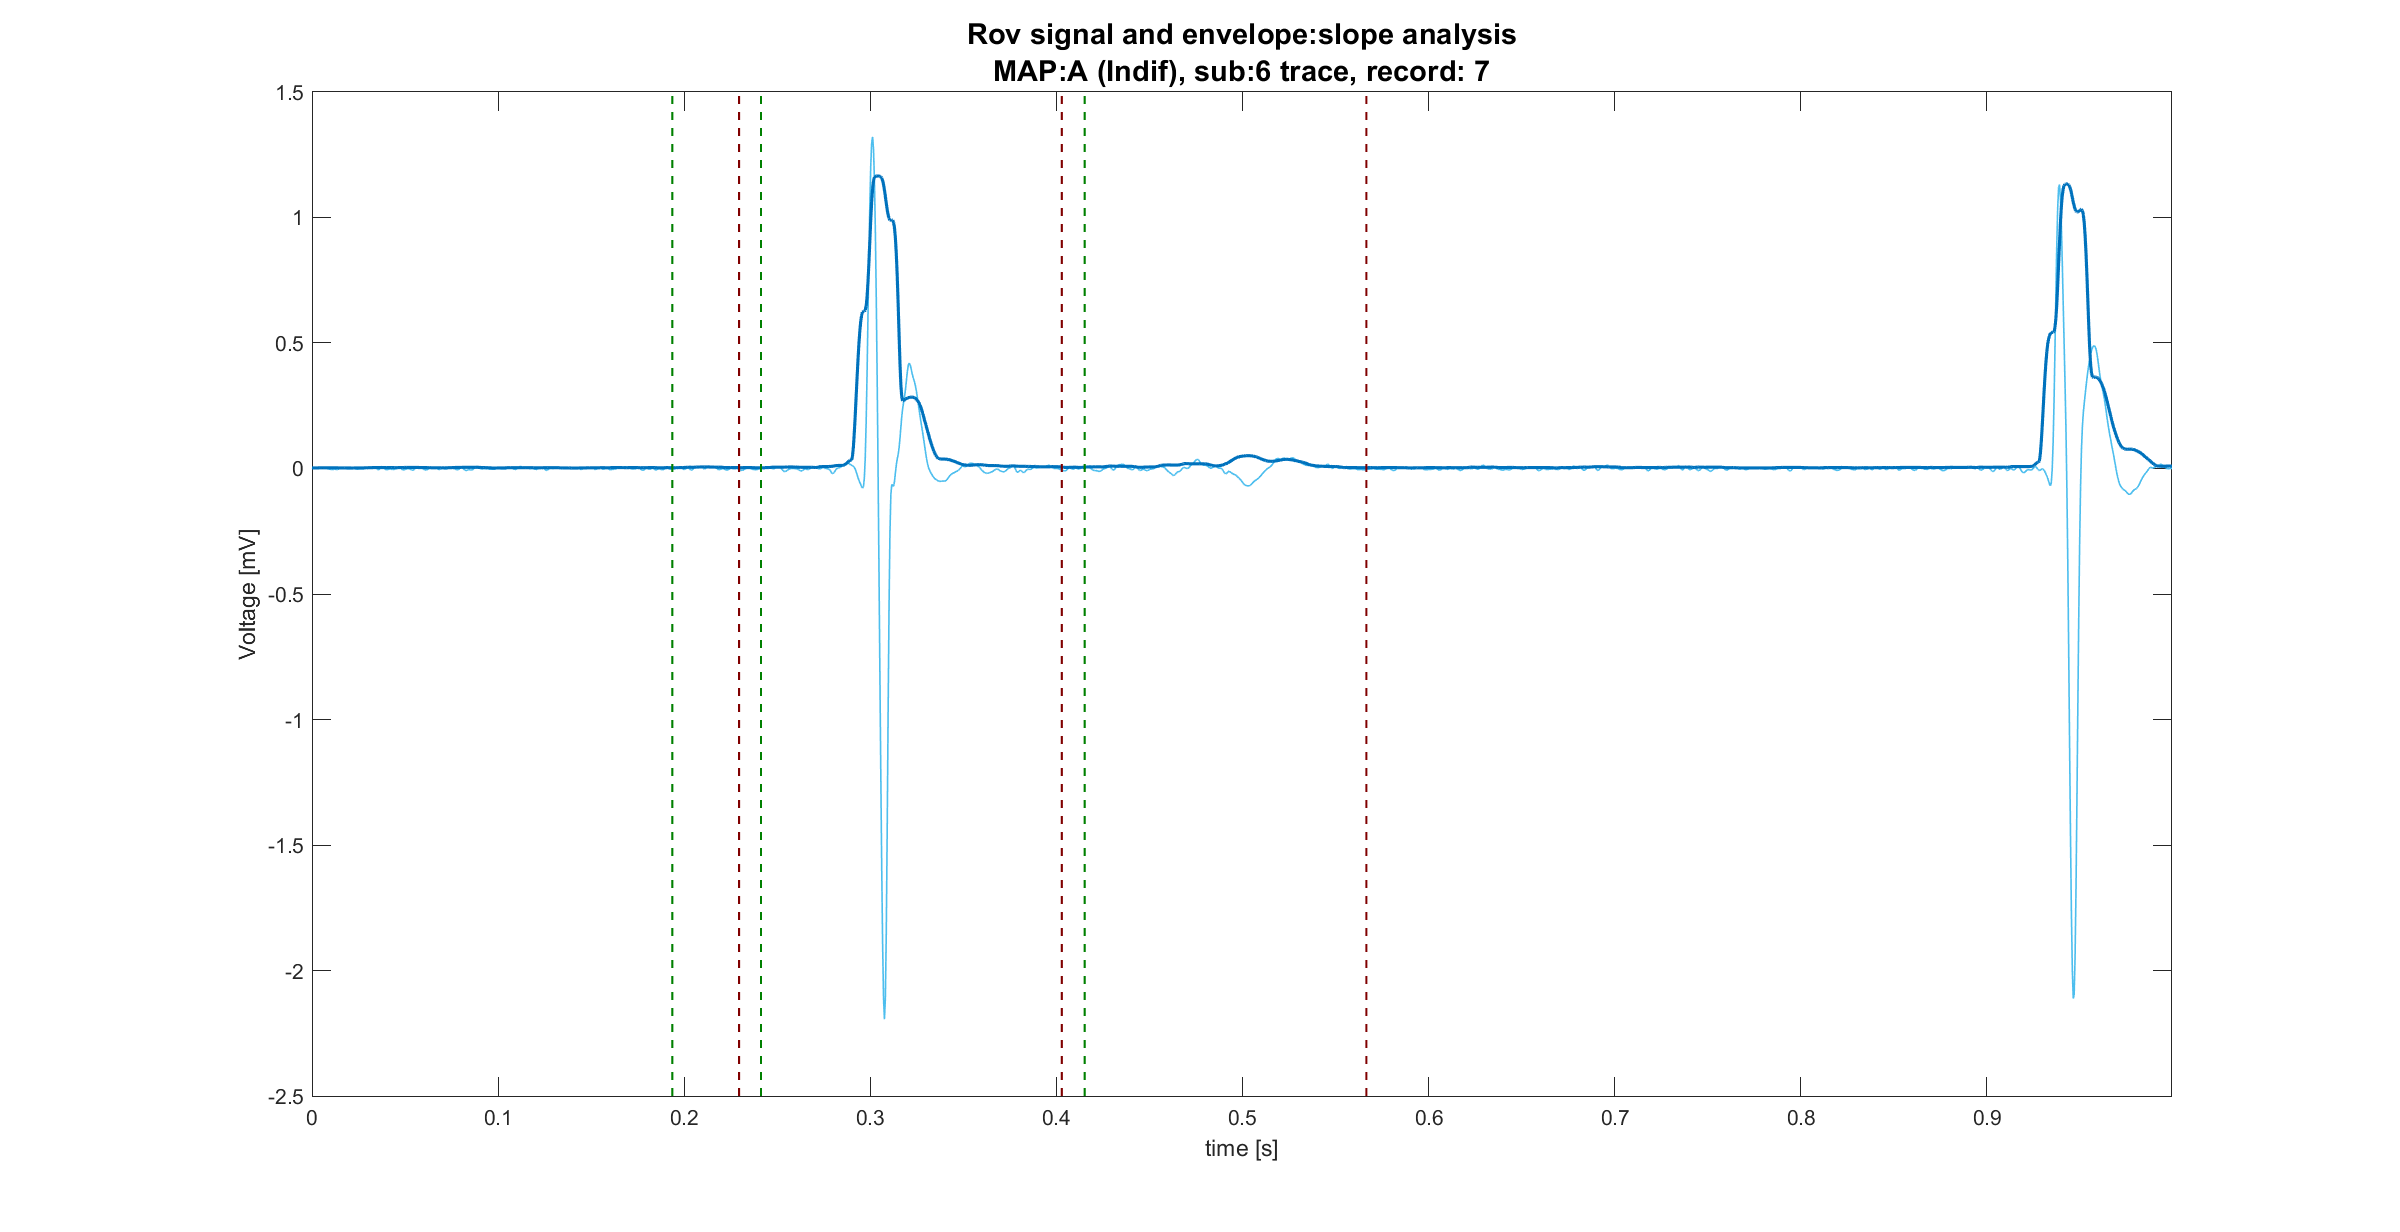 Rov signal and envelope:slope analysis
MAP:A (Indif), sub:6 trace, record: 7
1.5
1
0.5
0
-0.5
-1
-1.5
-2
-2.5
Voltage [mV]
0 0.1 0.2 0.3 0.4 0.5 0.6 0.7 0.8 0.9
time [s]